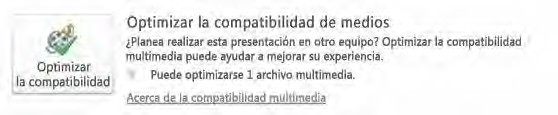 Optimizar la compatibilidad de medios
¿Planea realizar esta presentación en otro equipo? Optimizar la compatibilidad
multimedia puede ayudar a mejorar su experiencia.
Puede optimizarse 1 archivo multimedia.
Acerca de la compatibilidad multimedia
Optimizar
la compatibilidad